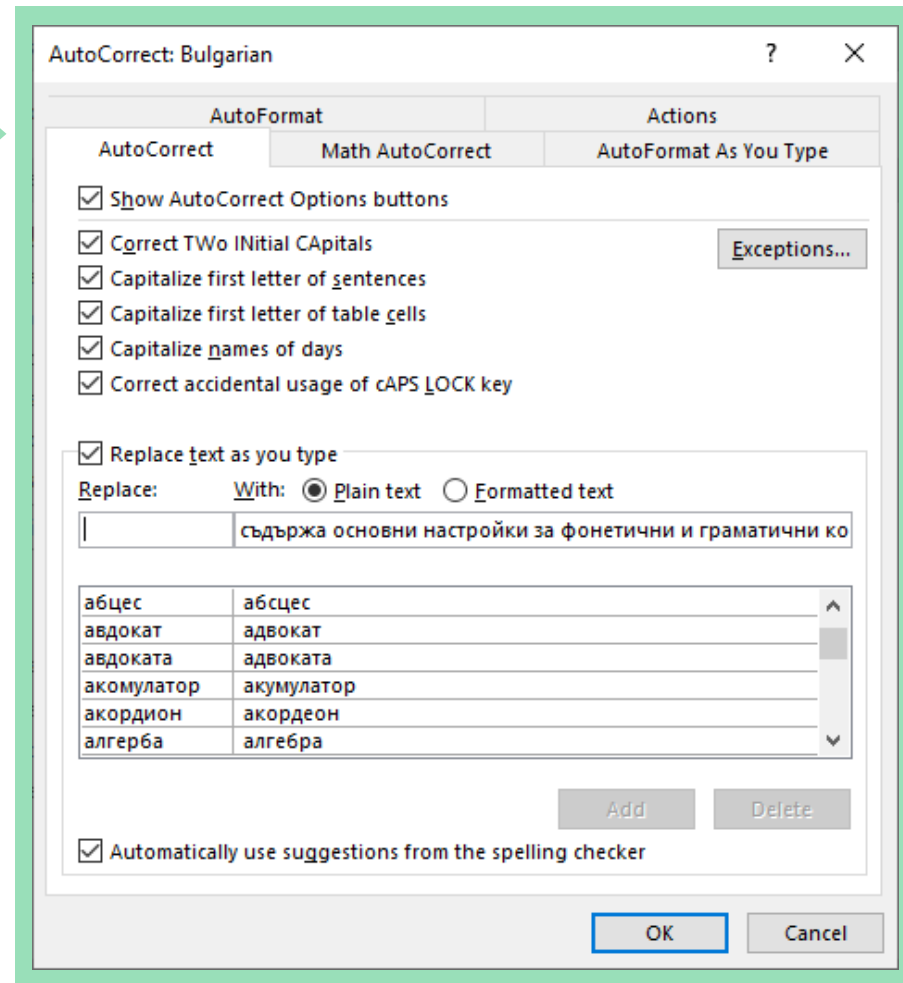 AutoCorrect: Bulgarian ? ×
AutoFormat Actions
AutoCorrect Math AutoCorrect AutoFormat As You Type
Show AutoCorrect Options buttons
Correct TWo INitial CApitals Exceptions...
Capitalize first letter of sentences
Capitalize first letter of table cells
Capitalize names of days
Correct accidental usage of cAPS LOCK key
Replace text as you type
Replace: With: Plain text Formatted text
съдържа основни настройки за фонетични и граматични ко
абцес абсцес
авдокат адвокат
авдоката адвоката
акомулатор акумулатор
акордион акордеон
алгерба алгебра
Add Delete
Automatically use suggestions from the spelling checker
OK Cancel